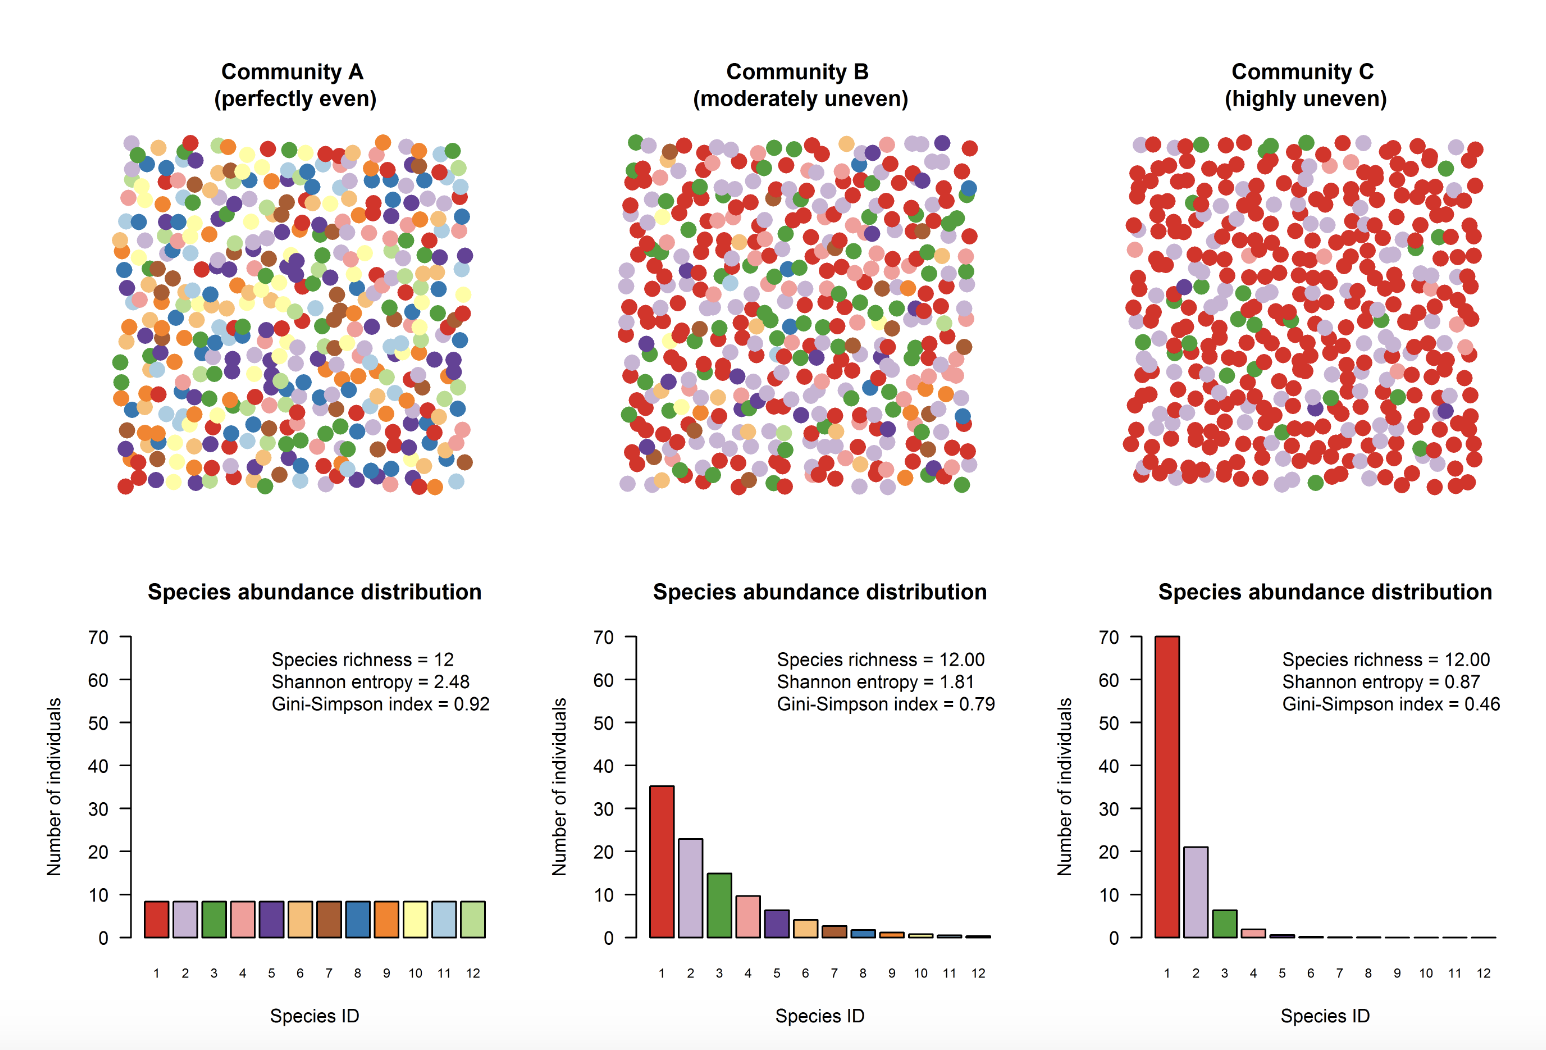 Community A
(perfectly even)
Community B
(moderately uneven)
Community C
(highly uneven)
Species abundance distribution
Species richness = 12
Shannon entropy = 2.48
Gini-Simpson index = 0.92
Number of individuals
70
60
50
40
30
20
10
0
1 2 3 4 5 6 7 8 9 10 11 12
Species ID
Species abundance distribution
Species richness = 12.00
Shannon entropy = 1.81
Gini-Simpson index = 0.79
Number of individuals
70
60
50
40
30
20
10
0
1 2 3 4 5 6 7 8 9 10 11 12
Species ID
Species abundance distribution
Species richness = 12.00
Shannon entropy = 0.87
Gini-Simpson index = 0.46
Number of individuals
70
60
50
40
30
20
10
0
1 2 3 4 5 6 7 8 9 10 11 12
Species ID